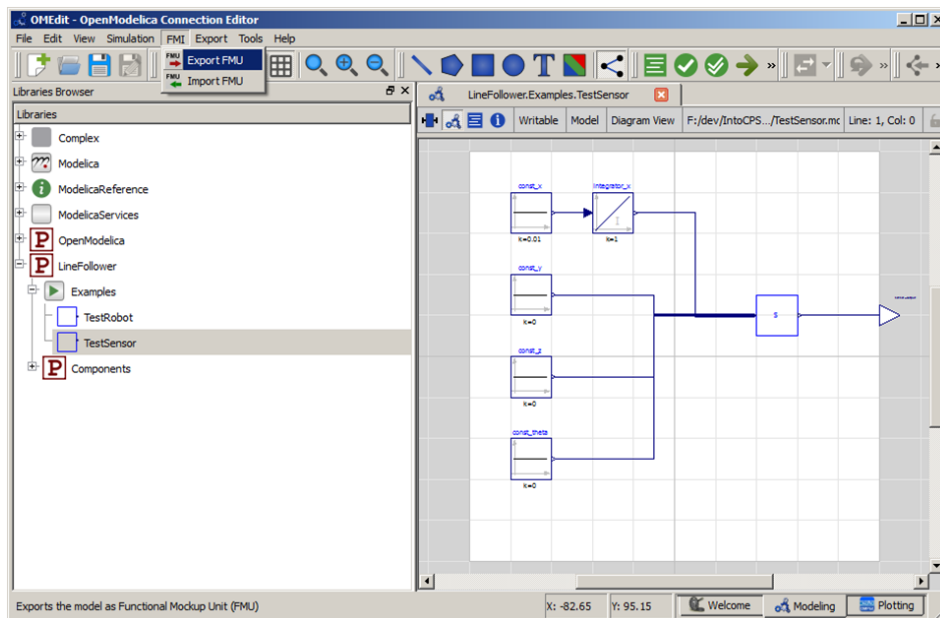 OMEdit - OpenModelica Connection Editor
File Edit View Simulation FMI Export Tools Help
FMU Export FMU
FMU Import FMU
T
»
»
Libraries Browser
LineFollower.Examples.TestSensor
Libraries
Writable Model Diagram View F:/dev/IntoCPS.../TestSensor.mc Line: 1, Col: 0
Complex
Modelica
ModelicaReference
ModelicaServices
P OpenModelica
P LineFollower
Examples
TestRobot
TestSensor
P Components
const_x
integrator_x
I
k=0.01
k=1
const_y
k=0
S
const_z
k=0
const_theta
k=0
Exports the model as Functional Mockup Unit (FMU)
X: -82.65 Y: 95.15 Welcome Modeling Plotting